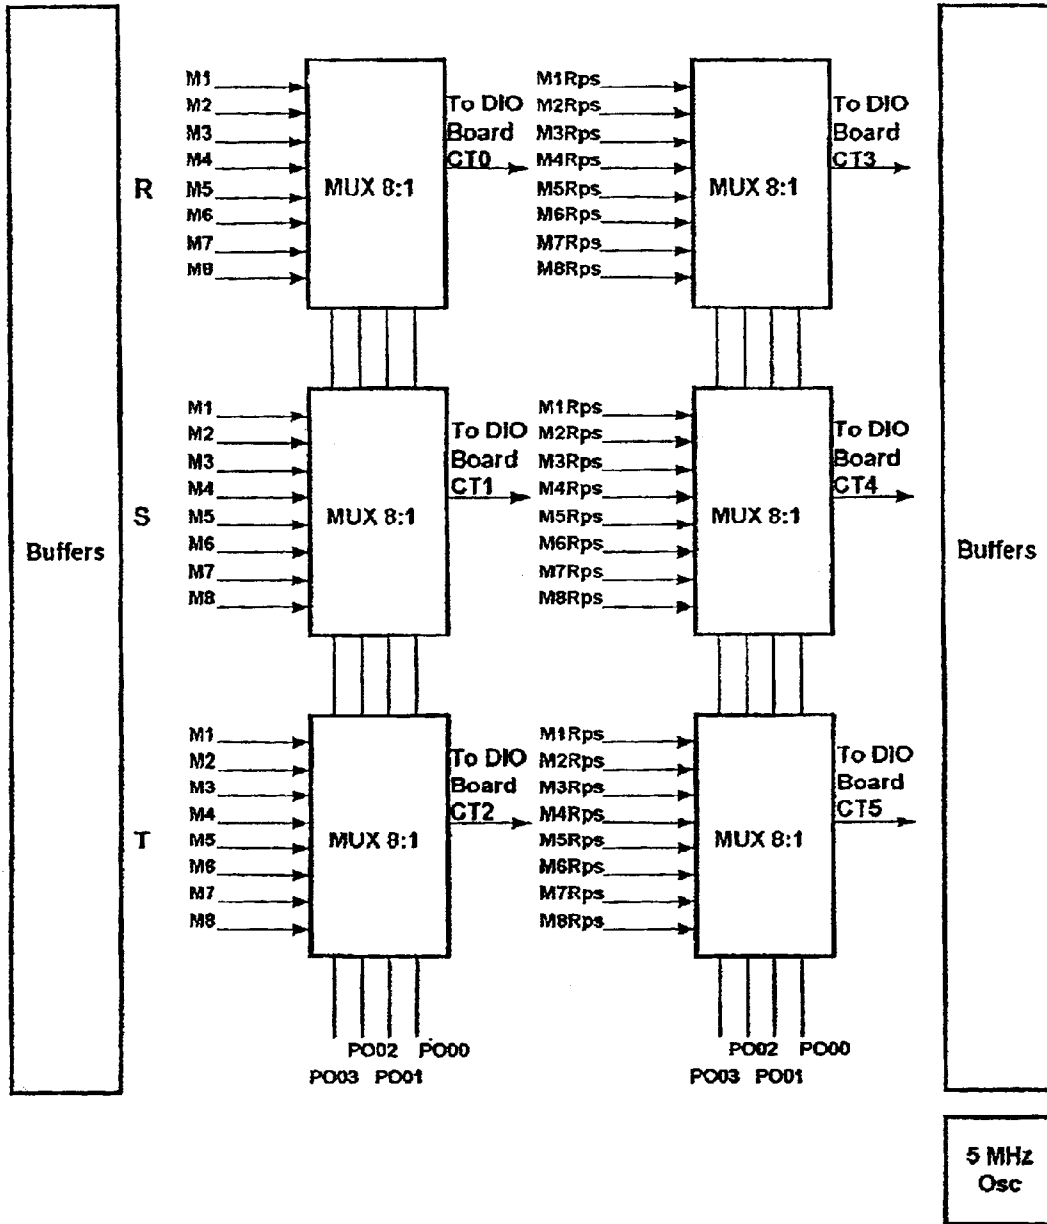 Buffers
R
M1
M2
M3
M4
M5
M6
M7
M8
MUX 8:1
To DIO
Board
CT0
M1Rps
M2Rps
M3Rps
M4Rps
M5Rps
M6Rps
M7Rps
M8Rps
MUX 8:1
To DIO
Board
CT3
S
M1
M2
M3
M4
M5
M6
M7
M8
MUX 8:1
To DIO
Board
CT1
M1Rps
M2Rps
M3Rps
M4Rps
M5Rps
M6Rps
M7Rps
M8Rps
MUX 8:1
To DIO
Board
CT4
T
M1
M2
M3
M4
M5
M6
M7
M8
MUX 8:1
To DIO
Board
CT2
M1Rps
M2Rps
M3Rps
M4Rps
M5Rps
M6Rps
M7Rps
M8Rps
MUX 8:1
To DIO
Board
CT5
PO02 PO00
PO03 PO01
PO02 PO00
PO03 PO01
Buffers
5 MHz
Osc